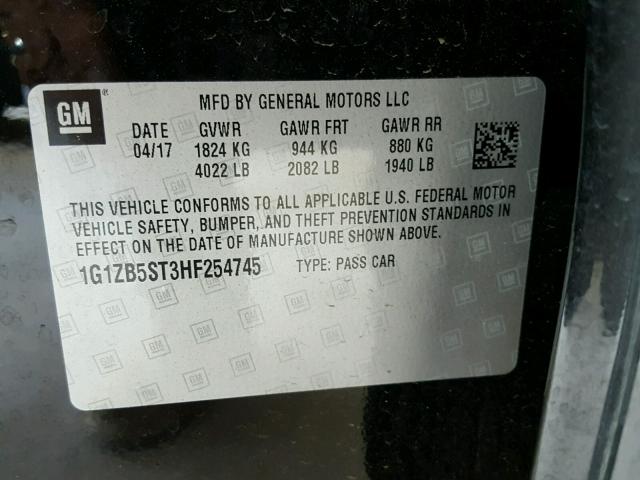 GM ® MFD BY GENERAL MOTORS LLC
DATE GVWR GAWR FRT GAWR RR
04/17 1824 KG 944 KG 880 KG
4022 LB 2082 LB 1940 LB
THIS VEHICLE CONFORMS TO ALL APPLICABLE U.S. FEDERAL MOTOR
VEHICLE SAFETY, BUMPER, AND THEFT PREVENTION STANDARDS IN
EFFECT ON THE DATE OF MANUFACTURE SHOWN ABOVE.
1G1ZB5ST3HF254745 TYPE: PASS CAR